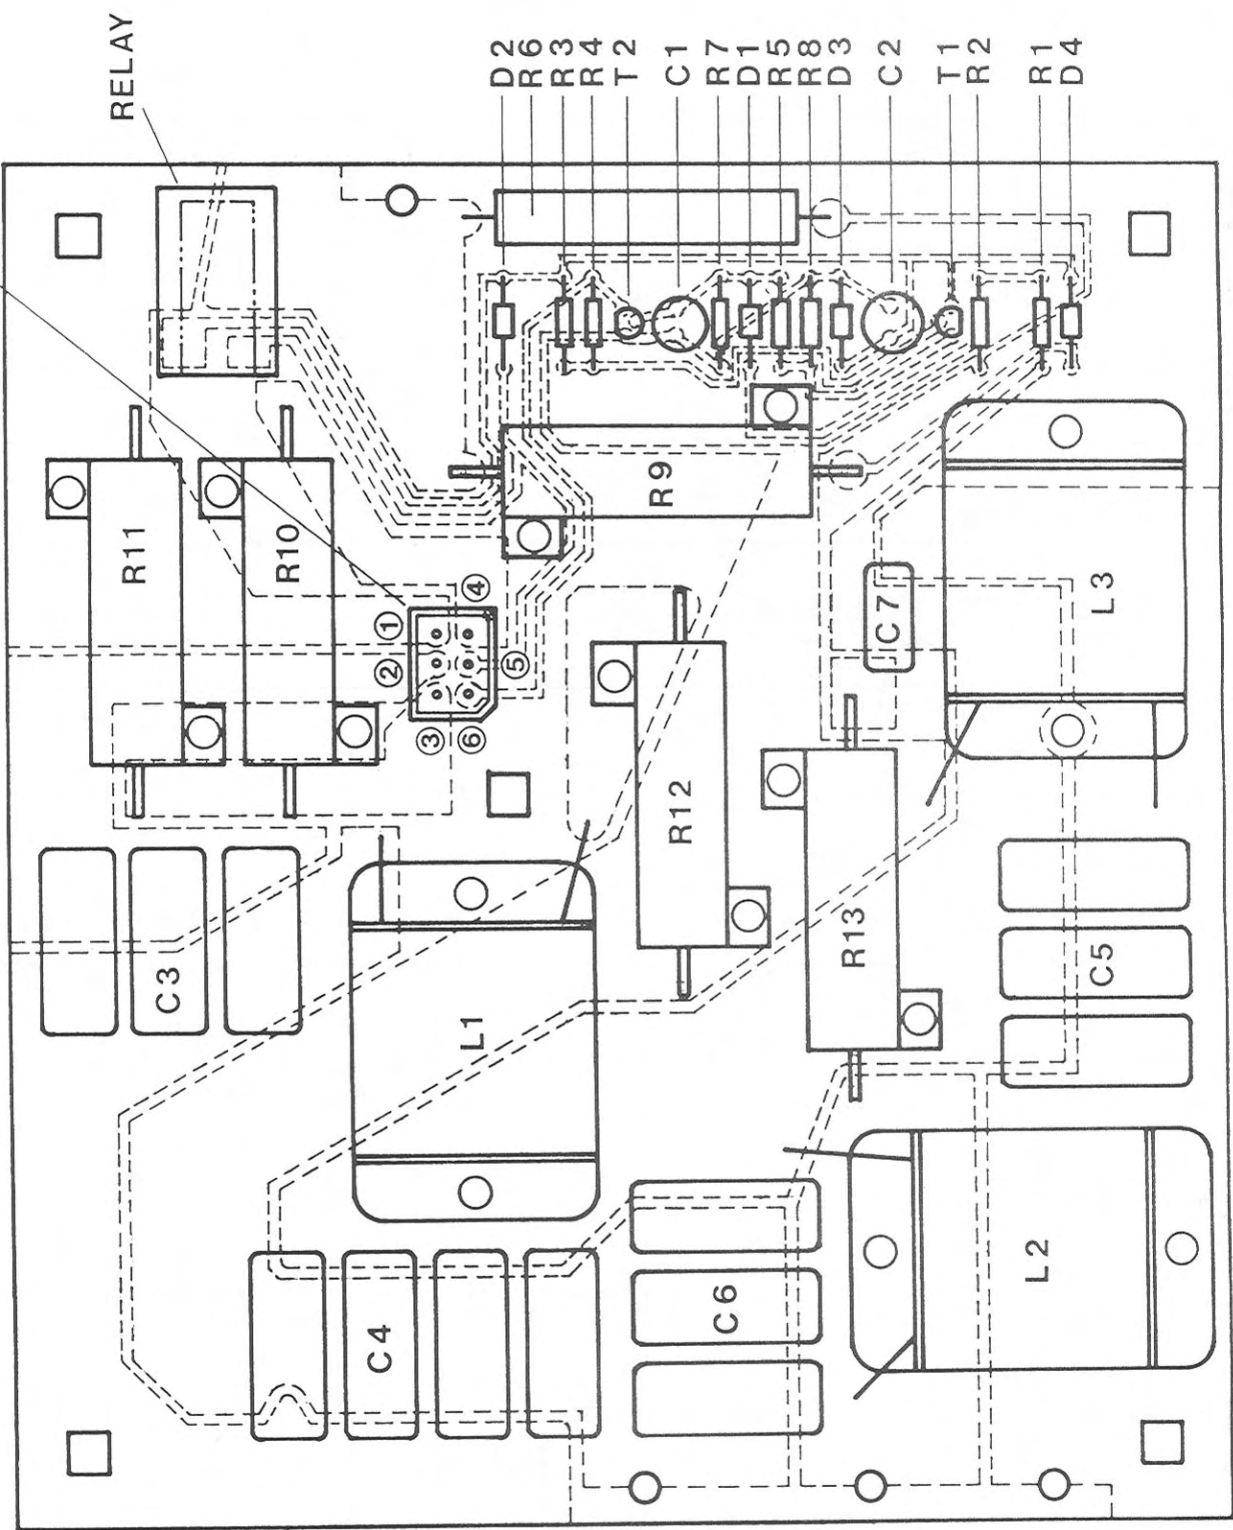 RELAY
D2
R6
R3
R4
T2
C1
R7
D1
R5
R8
D3
C2
T1
R2
R1
D4
R11
R10
R9
①
②
③
④
⑤
⑥
C7
L3
R12
R13
C3
L1
C5
C4
C6
L2